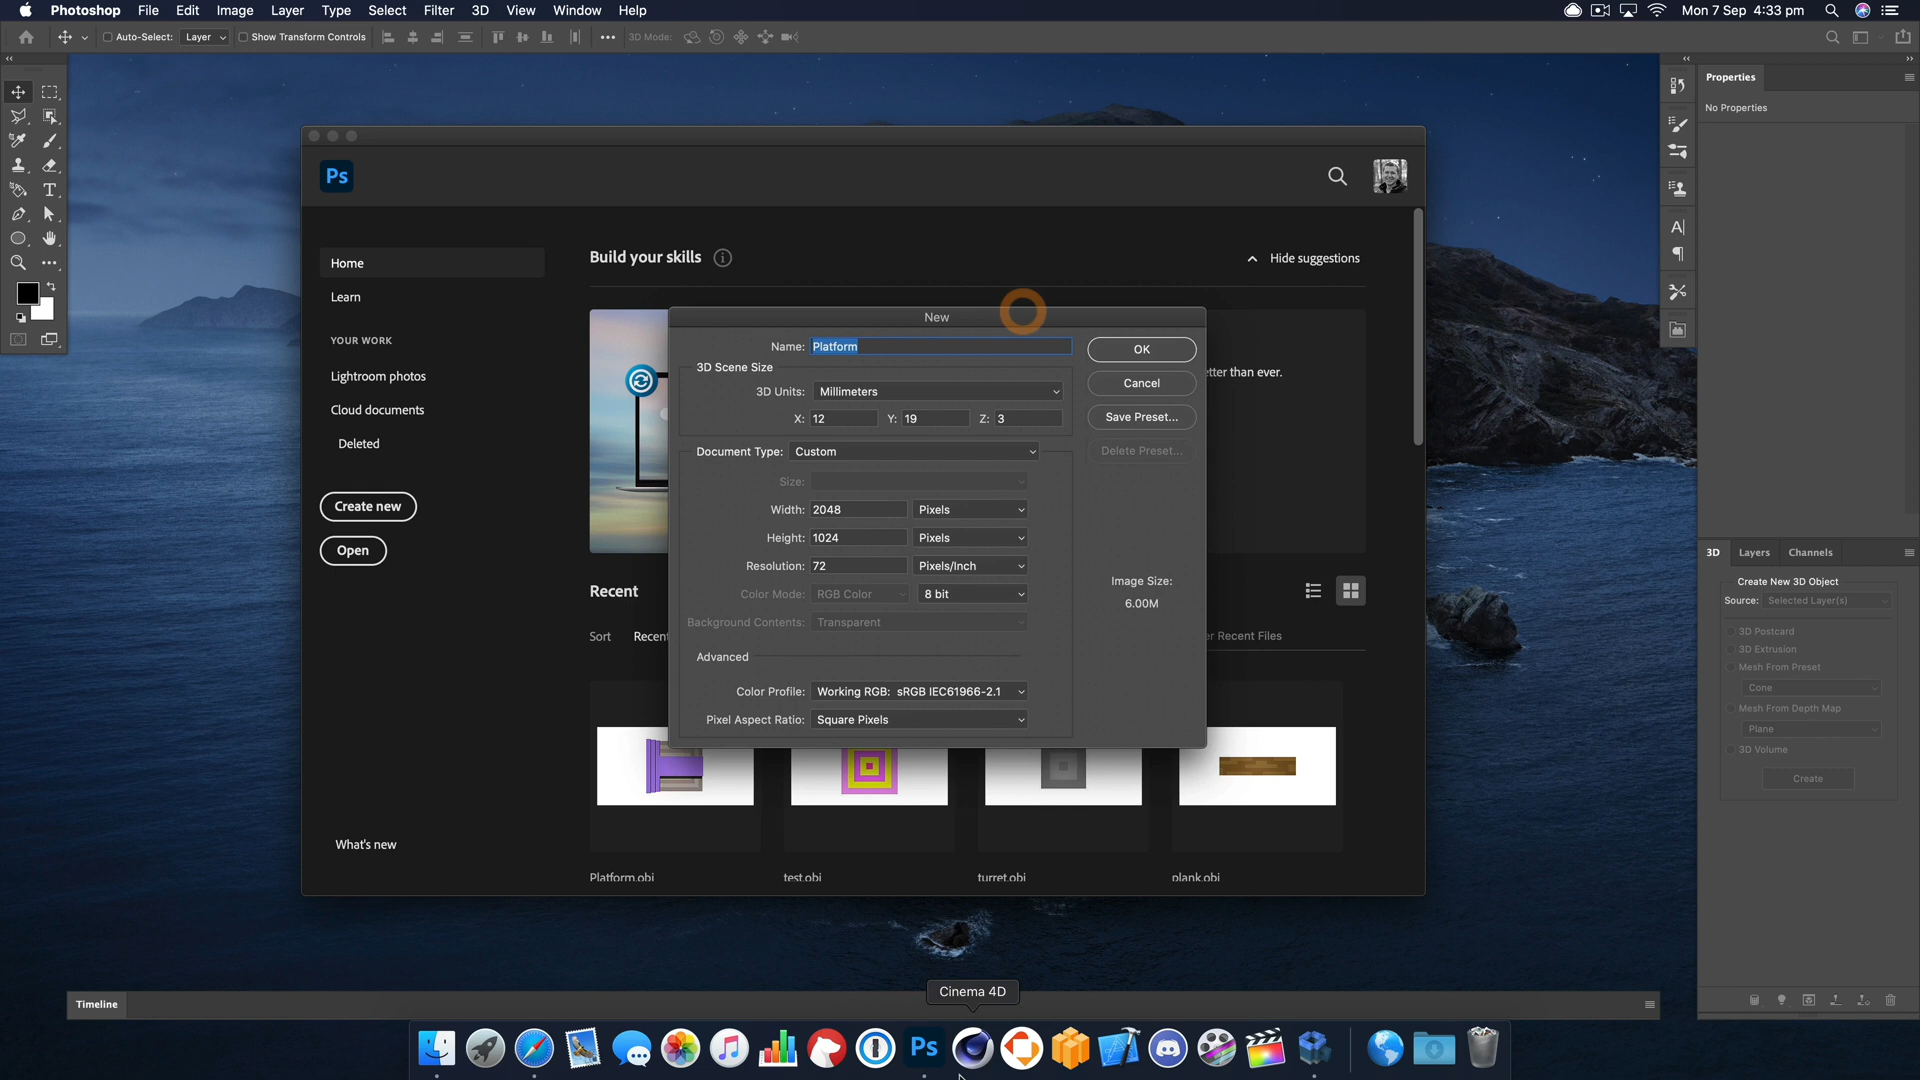 Photoshop File Edit Image Layer Type Select Filter 3D View Window Help Mon 7 Sep 4:33 pm
Auto-Select: Layer Show Transform Controls 3D Mode:
Properties
No Properties
Ps
Build your skills
Hide suggestions
Home
Learn
YOUR WORK
Lightroom photos
Cloud documents
Deleted
Create new
Open
What's new
etter than ever.
New
Name: Platform
OK
3D Scene Size
Cancel
3D Units: Millimeters
X: 12 Y: 19 Z: 3
Save Preset...
Document Type: Custom
Delete Preset...
Size:
Width: 2048 Pixels
Height: 1024 Pixels
Resolution: 72 Pixels/Inch
Color Mode: RGB Color 8 bit
Image Size:
6.00M
Background Contents: Transparent
Advanced
Color Profile: Working RGB: sRGB IEC61966-2.1
Pixel Aspect Ratio: Square Pixels
Recent
Sort Recent
er Recent Files
Platform.obj test.obj turret.obj plank.obj
3D Layers Channels
Create New 3D Object
Source: Selected Layer(s)
3D Postcard
3D Extrusion
Mesh From Preset
Cone
Mesh From Depth Map
Plane
3D Volume
Create
Timeline
Cinema 4D
Ps